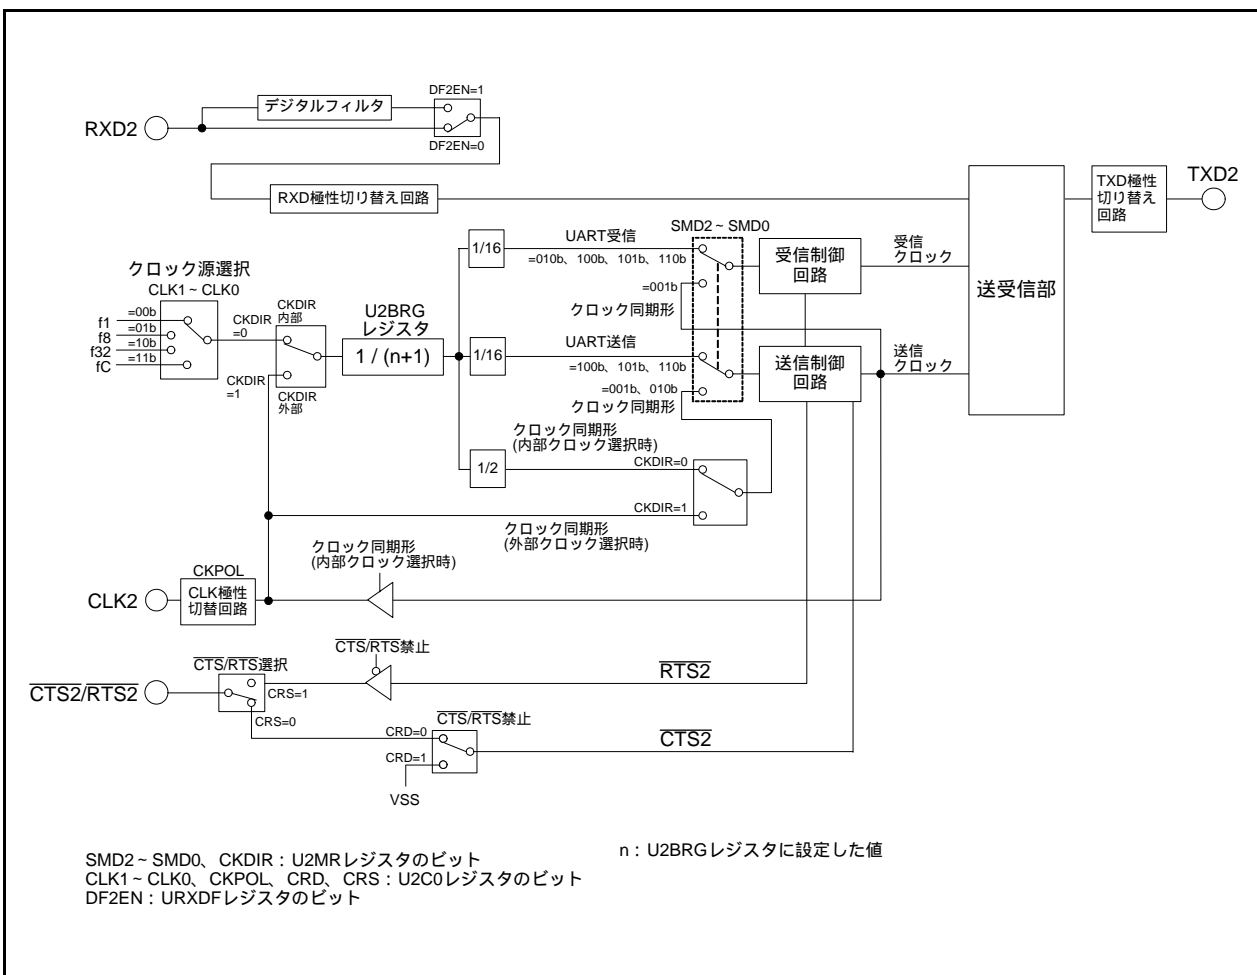 DF2EN=1
デジタルフィルタ
RXD2
DF2EN=0
RXD極性切り替え回路
TXD極性
切り替え
回路
TXD2
送受信部
SMD2～SMD0
1/16
UART受信
=010b、100b、101b、110b
=001b
クロック同期形
受信制御
回路
受信
クロック
クロック源選択
CLK1～CLK0
=00b
=01b
=10b
=11b
f1
f8
f32
fC
CKDIR
=0
CKDIR
内部
CKDIR
=1
CKDIR
外部
U2BRG
レジスタ
1 / (n+1)
1/16
UART送信
=100b、101b、110b
=001b、010b
クロック同期形
送信制御
回路
送信
クロック
クロック同期形
(内部クロック選択時)
1/2
CKDIR=0
CKDIR=1
クロック同期形
(外部クロック選択時)
クロック同期形
(内部クロック選択時)
CKPOL
CLK2
CLK極性
切替回路
CTS/RTS禁止
CTS/RTS選択
CTS2/RTS2
CRS=1
CRS=0
RTS2
CTS/RTS禁止
CRD=0
CRD=1
CTS2
VSS
SMD2～SMD0、CKDIR：U2MRレジスタのビット
CLK1～CLK0、CKPOL、CRD、CRS：U2C0レジスタのビット
DF2EN：URXDFレジスタのビット
n：U2BRGレジスタに設定した値